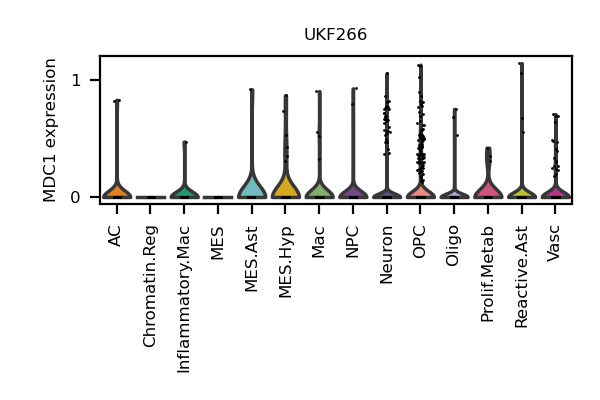 UKF266
MDC1 expression
1
0
AC
Chromatin.Reg
Inflammatory.Mac
MES
MES.Ast
MES.Hyp
Mac
NPC
Neuron
OPC
Oligo
Prolif.Metab
Reactive.Ast
Vasc